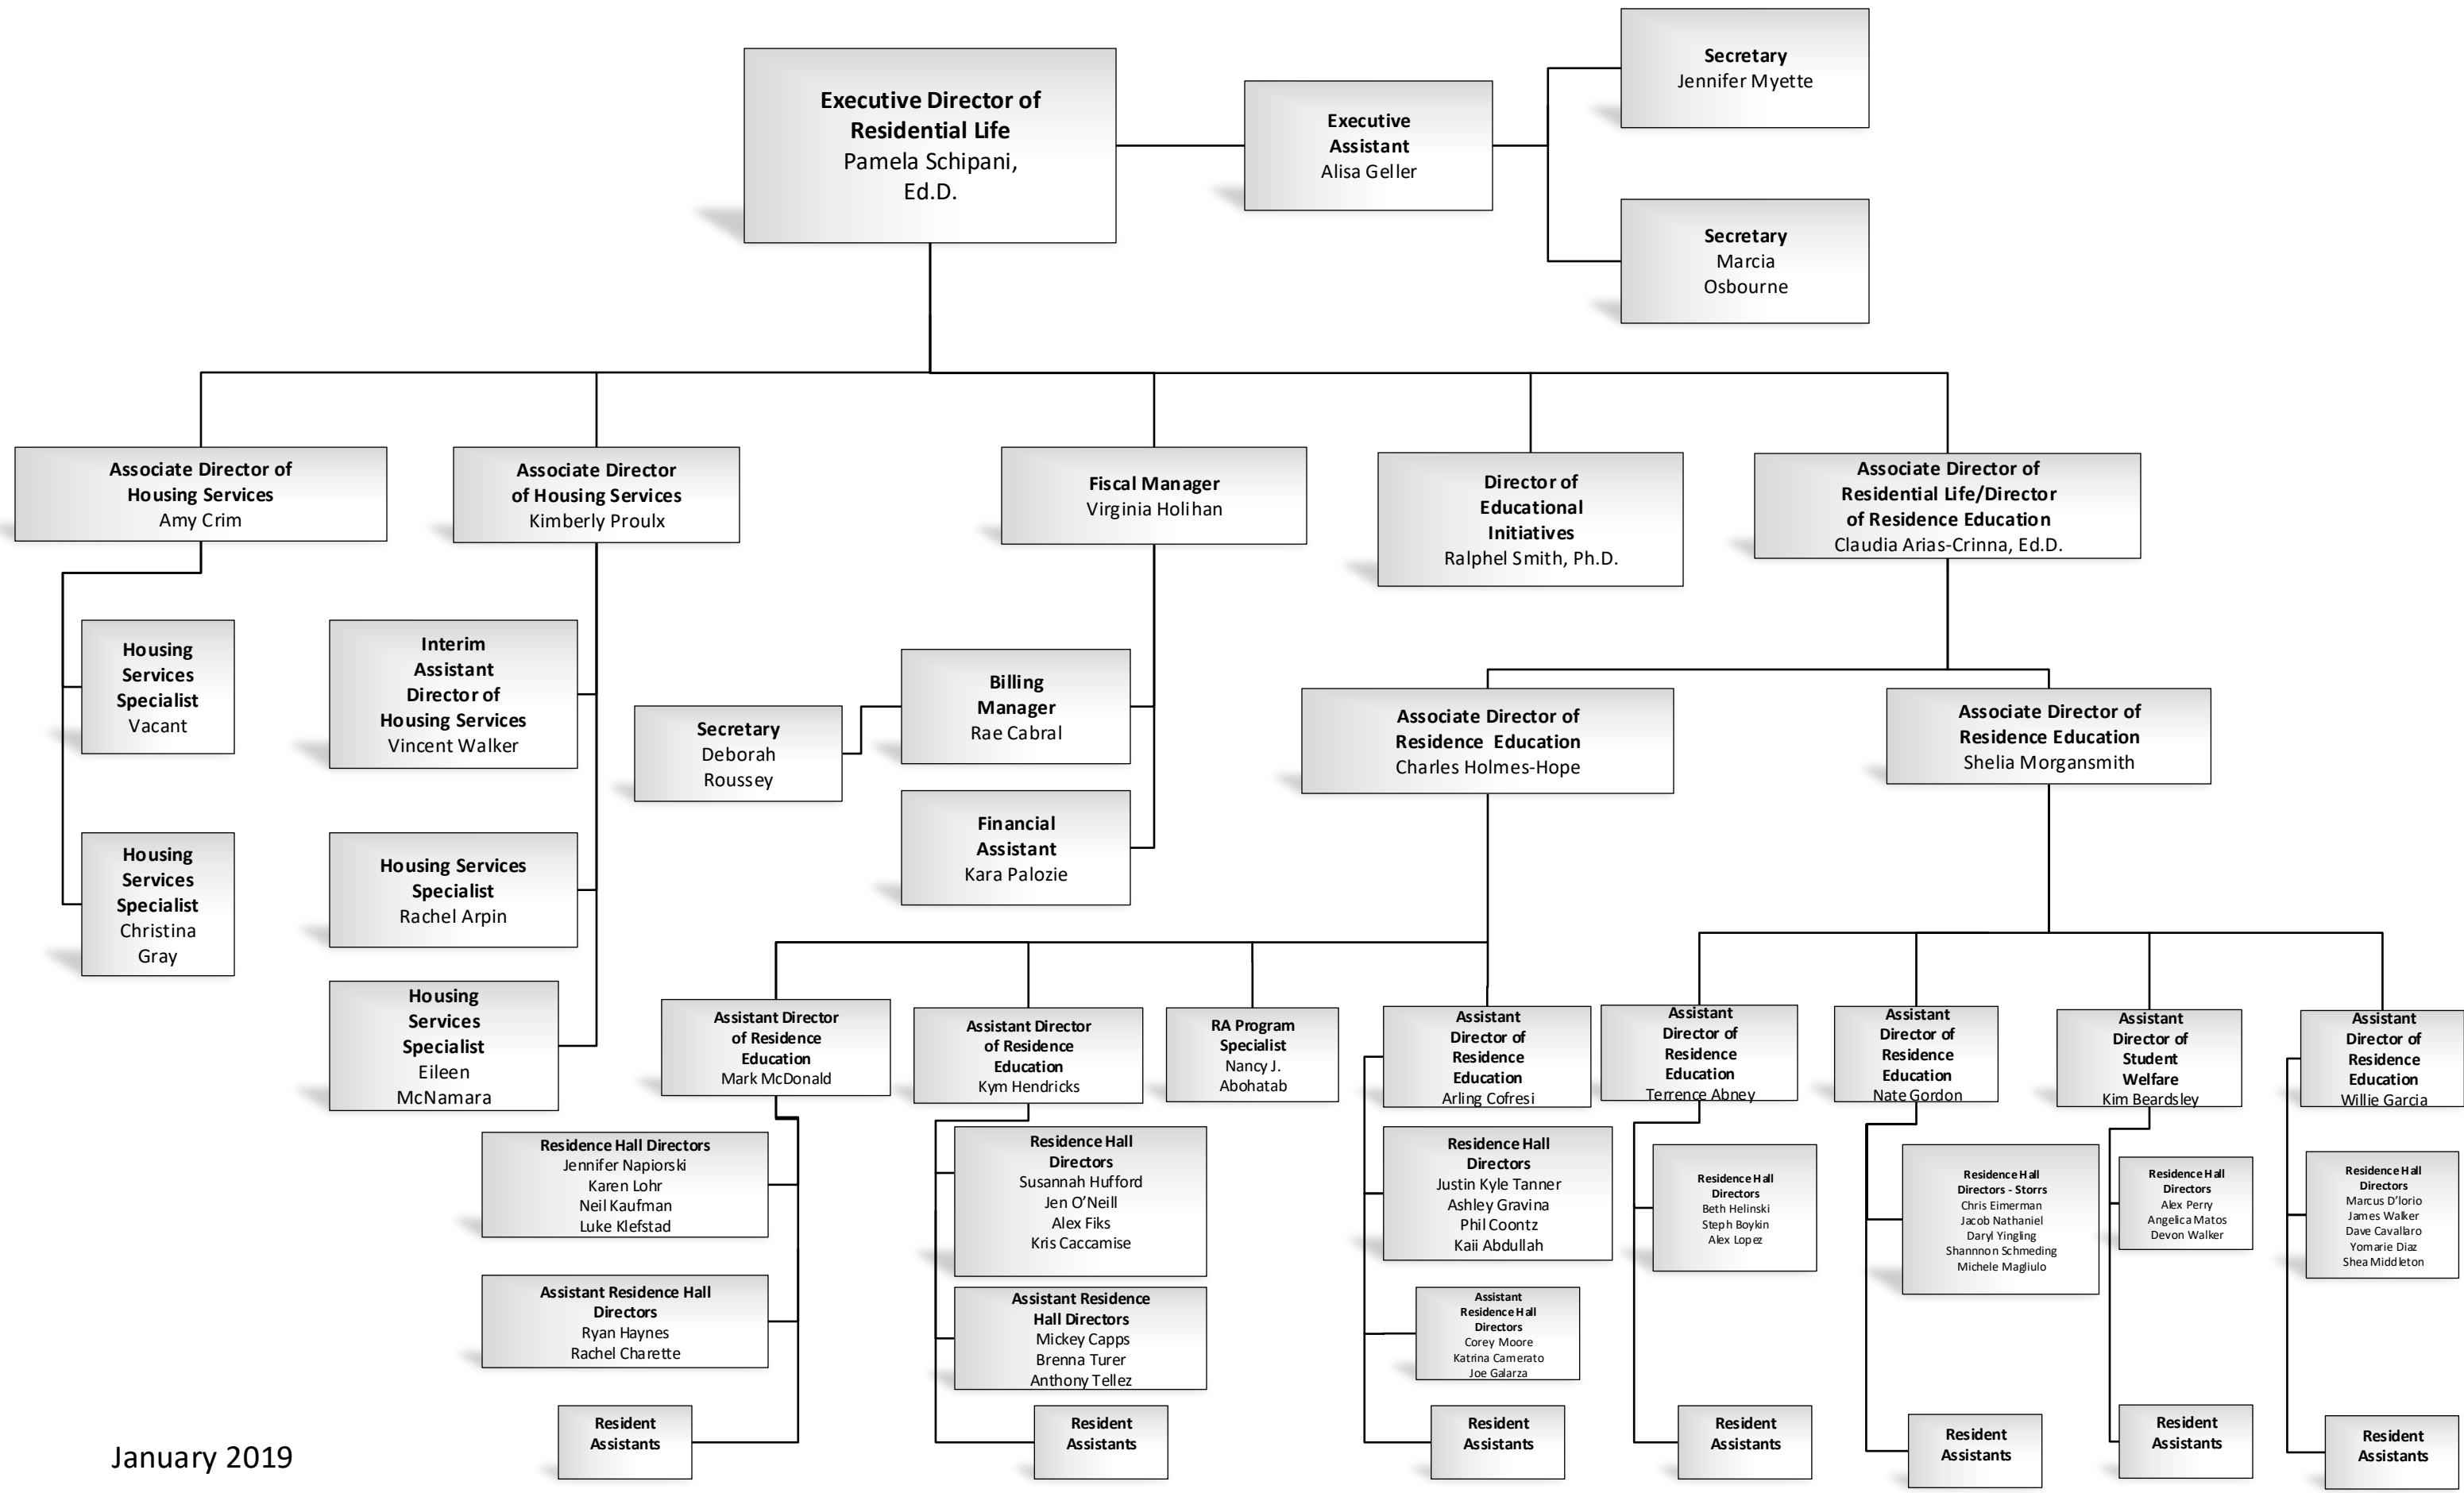 Executive Director of
Residential Life
Pamela Schipani,
Ed.D.
Executive
Assistant
Alisa Geller
Secretary
Jennifer Myette
Secretary
Marcia
Osbourne
Associate Director of
Housing Services
Amy Crim
Associate Director
of Housing Services
Kimberly Proulx
Fiscal Manager
Virginia Holihan
Director of
Educational
Initiatives
Ralphel Smith, Ph.D.
Associate Director of
Residential Life/Director
of Residence Education
Claudia Arias-Crinna, Ed.D.
Housing
Services
Specialist
Vacant
Interim
Assistant
Director of
Housing Services
Vincent Walker
Secretary
Deborah
Roussey
Billing
Manager
Rae Cabral
Associate Director of
Residence Education
Charles Holmes-Hope
Associate Director of
Residence Education
Shelia Morgansmith
Housing
Services
Specialist
Christina
Gray
Housing Services
Specialist
Rachel Arpin
Financial
Assistant
Kara Palozie
Housing
Services
Specialist
Eileen
McNamara
Assistant Director
of Residence
Education
Mark McDonald
Assistant Director
of Residence
Education
Kym Hendricks
RA Program
Specialist
Nancy J.
Abohatab
Assistant
Director of
Residence
Education
Arling Cofresi
Assistant
Director of
Residence
Education
Terrence Abney
Assistant
Director of
Residence
Education
Nate Gordon
Assistant
Director of
Student
Welfare
Kim Beardsley
Assistant
Director of
Residence
Education
Willie Garcia
Residence Hall Directors
Jennifer Napiorski
Karen Lohr
Neil Kaufman
Luke Klefstad
Residence Hall
Directors
Susannah Hufford
Jen O’Neill
Alex Fiks
Kris Caccamise
Residence Hall
Directors
Justin Kyle Tanner
Ashley Gravina
Phil Coontz
Kaii Abdullah
Residence Hall
Directors
Beth Helinski
Steph Boykin
Alex Lopez
Residence Hall
Directors - Storrs
Chris Eimerman
Jacob Nathaniel
Daryl Yingling
Shannnon Schmeding
Michele Magliulo
Residence Hall
Directors
Alex Perry
Angelica Matos
Devon Walker
Residence Hall
Directors
Marcus D’Iorio
James Walker
Dave Cavallaro
Yomarie Diaz
Shea Middleton
Assistant Residence Hall
Directors
Ryan Haynes
Rachel Charette
Assistant Residence
Hall Directors
Mickey Capps
Brenna Turer
Anthony Tellez
Assistant
Residence Hall
Directors
Corey Moore
Katrina Camerato
Joe Galarza
Resident
Assistants
Resident
Assistants
Resident
Assistants
Resident
Assistants
Resident
Assistants
Resident
Assistants
Resident
Assistants
January 2019